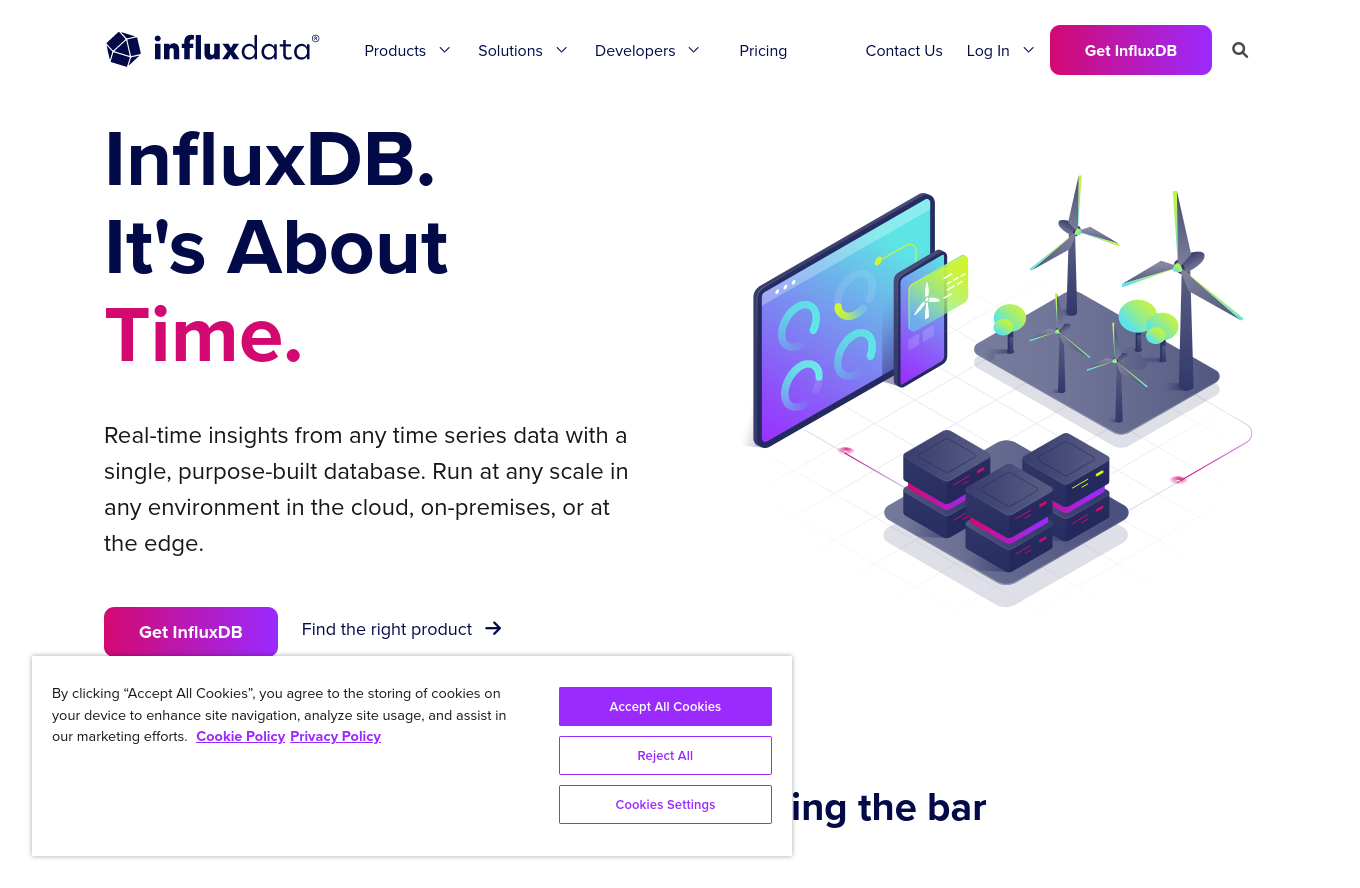 influxdata®
Products
Solutions
Developers
Pricing
Contact Us
Log In
Get InfluxDB
InfluxDB.
It's About
Time.
Real-time insights from any time series data with a
single, purpose-built database. Run at any scale in
any environment in the cloud, on-premises, or at
the edge.
Get InfluxDB
Find the right product
By clicking “Accept All Cookies”, you agree to the storing of cookies on
your device to enhance site navigation, analyze site usage, and assist in
our marketing efforts. Cookie Policy Privacy Policy
Accept All Cookies
Reject All
Cookies Settings
ing the bar